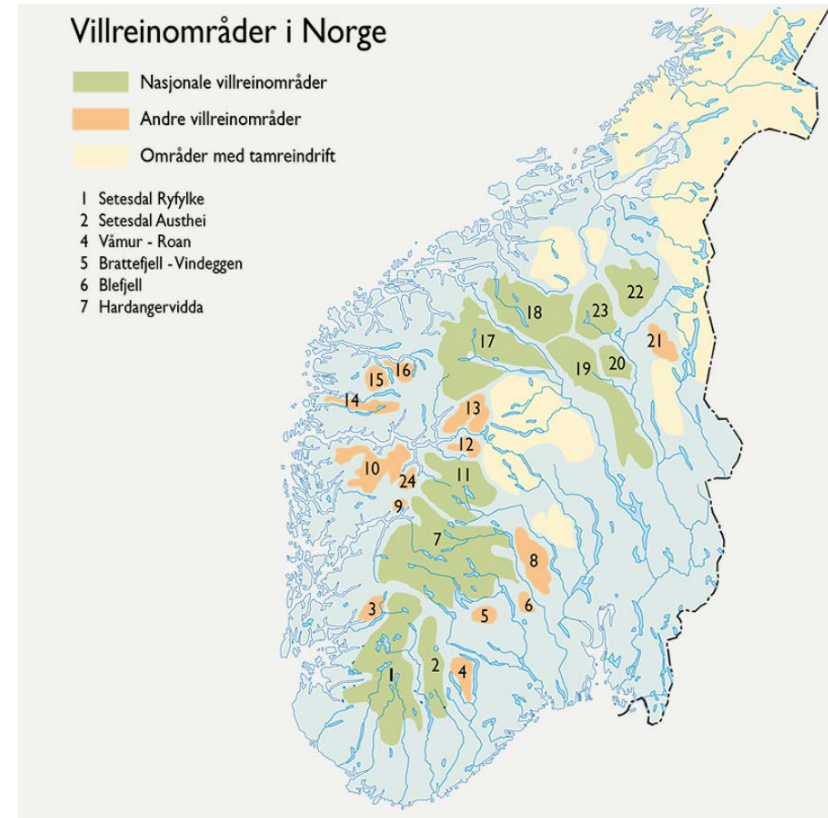 Villreinområder i Norge
Nasjonale villreinområder
Andre villreinområder
Områder med tamreindrift
1 Setesdal Ryfylke
2 Setesdal Austhei
4 Våmur - Roan
5 Brattefjell - Vindeggen
6 Blefjell
7 Hardangervidda
22
18
23
17
21
16
19
20
15
14
13
12
10
11
24
9
7
8
3
6
5
2
4
1